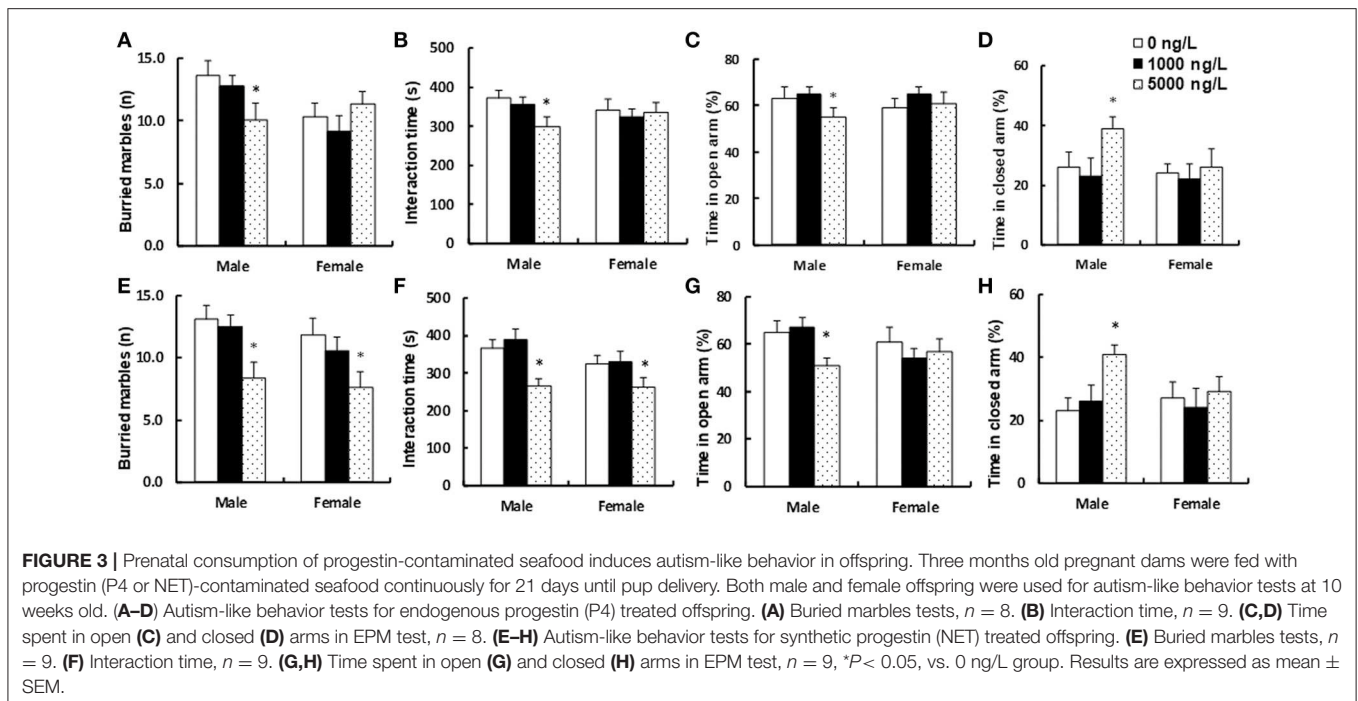 A
B
C
D
0 ng/L
1000 ng/L
5000 ng/L
Burried marbles (n)
15.0
10.0
5.0
0.0
*
Male
Female
Interaction time (s)
500
400
300
200
100
0
*
Male
Female
Time in open arm (%)
80
60
40
20
0
*
Male
Female
Time in closed arm (%)
60
40
20
0
*
Male
Female
E
F
G
H
Burried marbles (n)
15.0
10.0
5.0
0.0
*
*
Male
Female
Interaction time (s)
500
400
300
200
100
0
*
*
Male
Female
Time in open arm (%)
80
60
40
20
0
*
Male
Female
Time in closed arm (%)
60
40
20
0
*
Male
Female
FIGURE 3 | Prenatal consumption of progestin-contaminated seafood induces autism-like behavior in offspring. Three months old pregnant dams were fed with
progestin (P4 or NET)-contaminated seafood continuously for 21 days until pup delivery. Both male and female offspring were used for autism-like behavior tests at 10
weeks old. (A–D) Autism-like behavior tests for endogenous progestin (P4) treated offspring. (A) Buried marbles tests, n = 8. (B) Interaction time, n = 9. (C,D) Time
spent in open (C) and closed (D) arms in EPM test, n = 8. (E–H) Autism-like behavior tests for synthetic progestin (NET) treated offspring. (E) Buried marbles tests, n
= 9. (F) Interaction time, n = 9. (G,H) Time spent in open (G) and closed (H) arms in EPM test, n = 9, *P< 0.05, vs. 0 ng/L group. Results are expressed as mean ±
SEM.